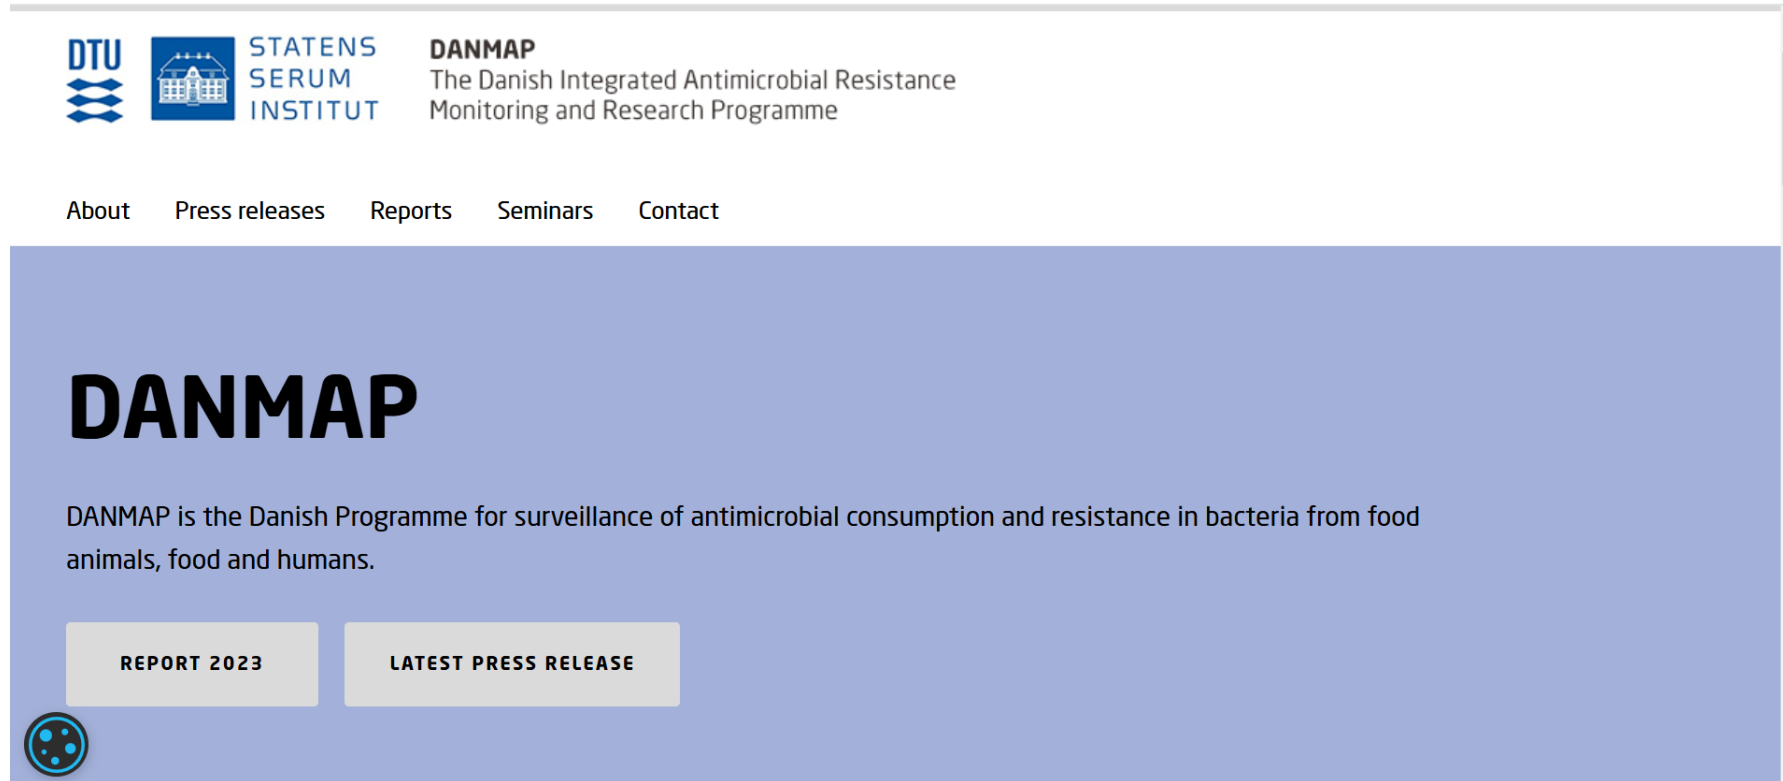 DTU
STATENS
SERUM
INSTITUT
DANMAP
The Danish Integrated Antimicrobial Resistance
Monitoring and Research Programme
About Press releases Reports Seminars Contact
DANMAP
DANMAP is the Danish Programme for surveillance of antimicrobial consumption and resistance in bacteria from food
animals, food and humans.
REPORT 2023 LATEST PRESS RELEASE